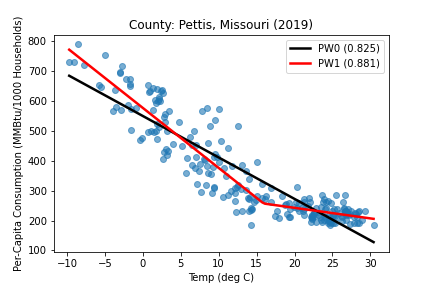 County: Pettis, Missouri (2019)
Per-Capita Consumption (MMBtu/1000 Households)
800
700
600
500
400
300
200
100
PW0 (0.825)
PW1 (0.881)
−10 −5 0 5 10 15 20 25 30
Temp (deg C)